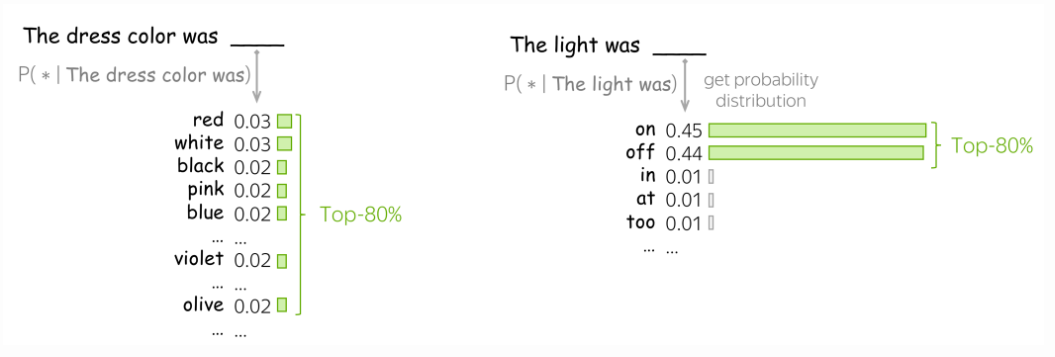 The dress color was ____
P( * | The dress color was)
red 0.03
white 0.03
black 0.02
pink 0.02
blue 0.02
... ...
violet 0.02
... ...
olive 0.02
... ...
Top-80%
The light was ____
P( * | The light was)
get probability
distribution
on 0.45
off 0.44
in 0.01
at 0.01
too 0.01
... ...
Top-80%